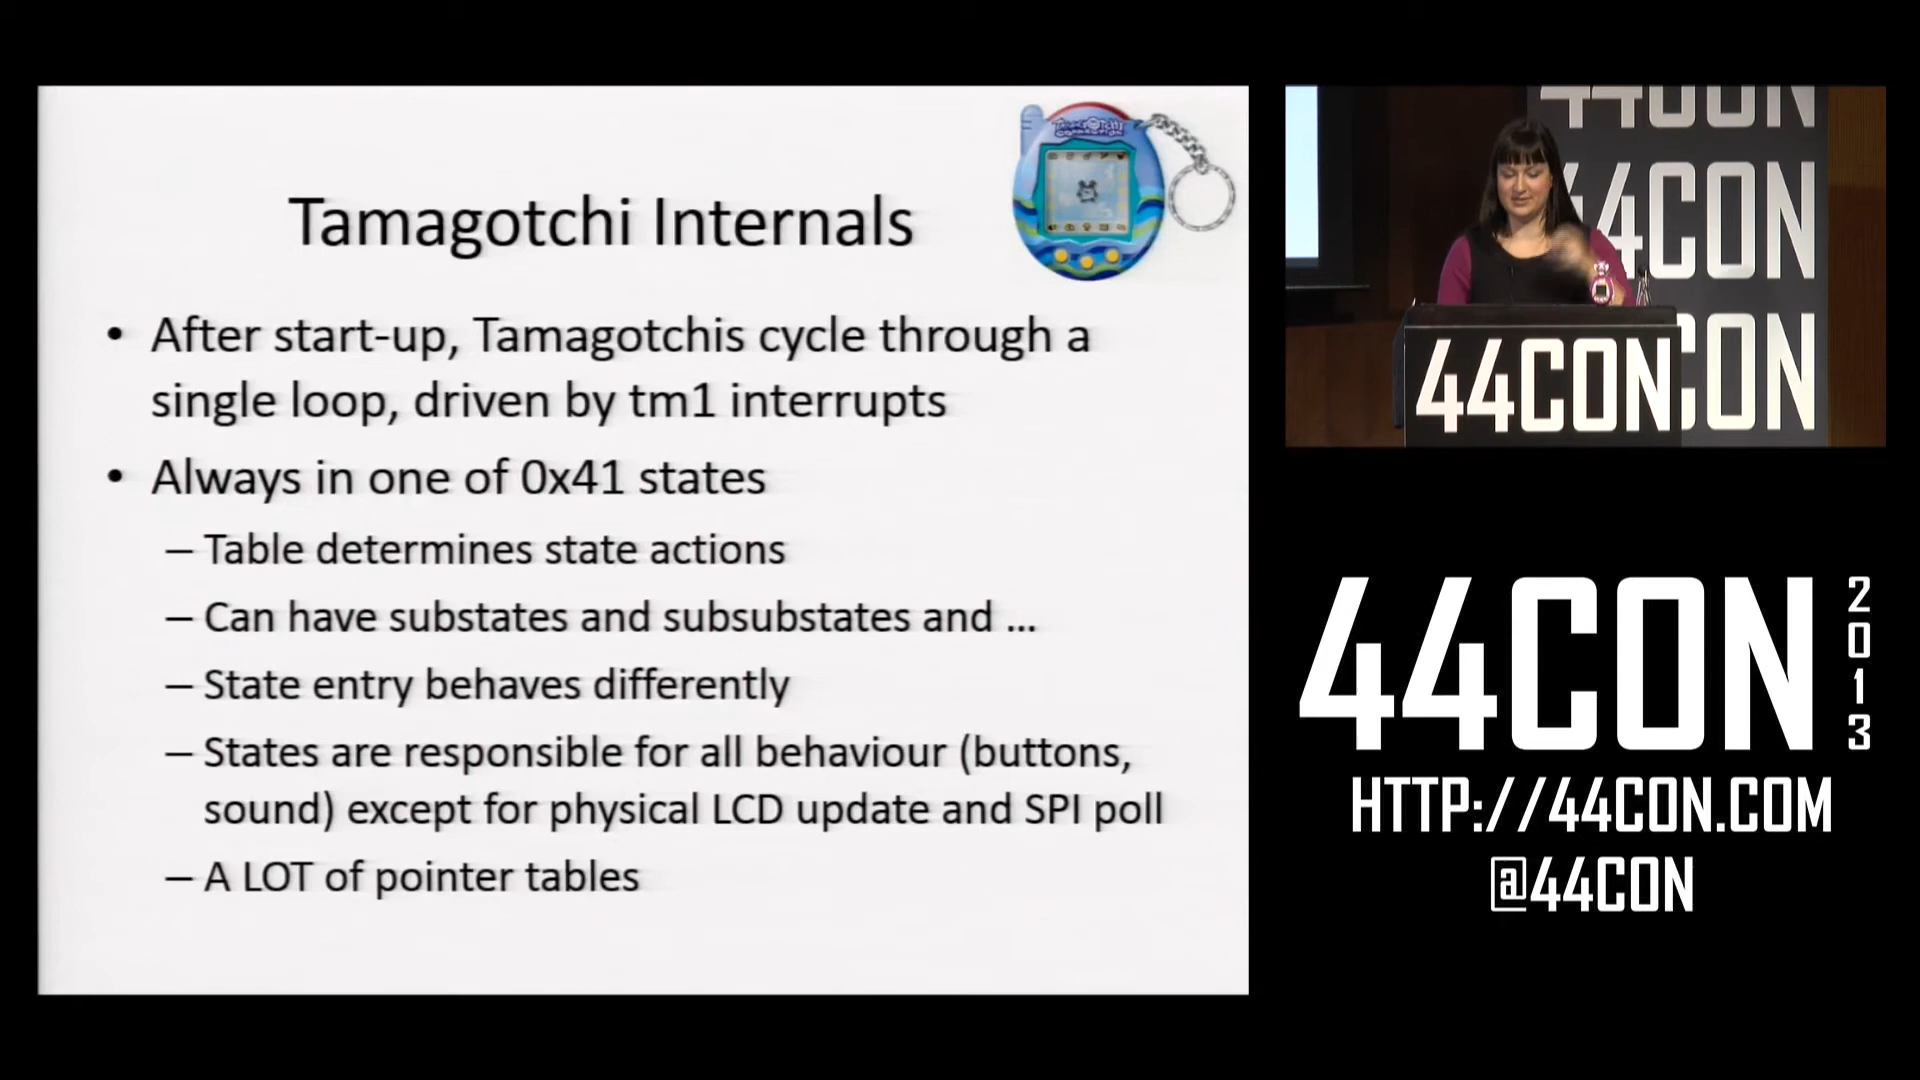 Tamagotchi Internals
• After start-up, Tamagotchis cycle through a
single loop, driven by tm1 interrupts
• Always in one of 0x41 states
– Table determines state actions
– Can have substates and subsubstates and ...
– State entry behaves differently
– States are responsible for all behaviour (buttons,
sound) except for physical LCD update and SPI poll
– A LOT of pointer tables
44CON
44CON
44CON
CON
44CON
2013
HTTP://44CON.COM
@44CON